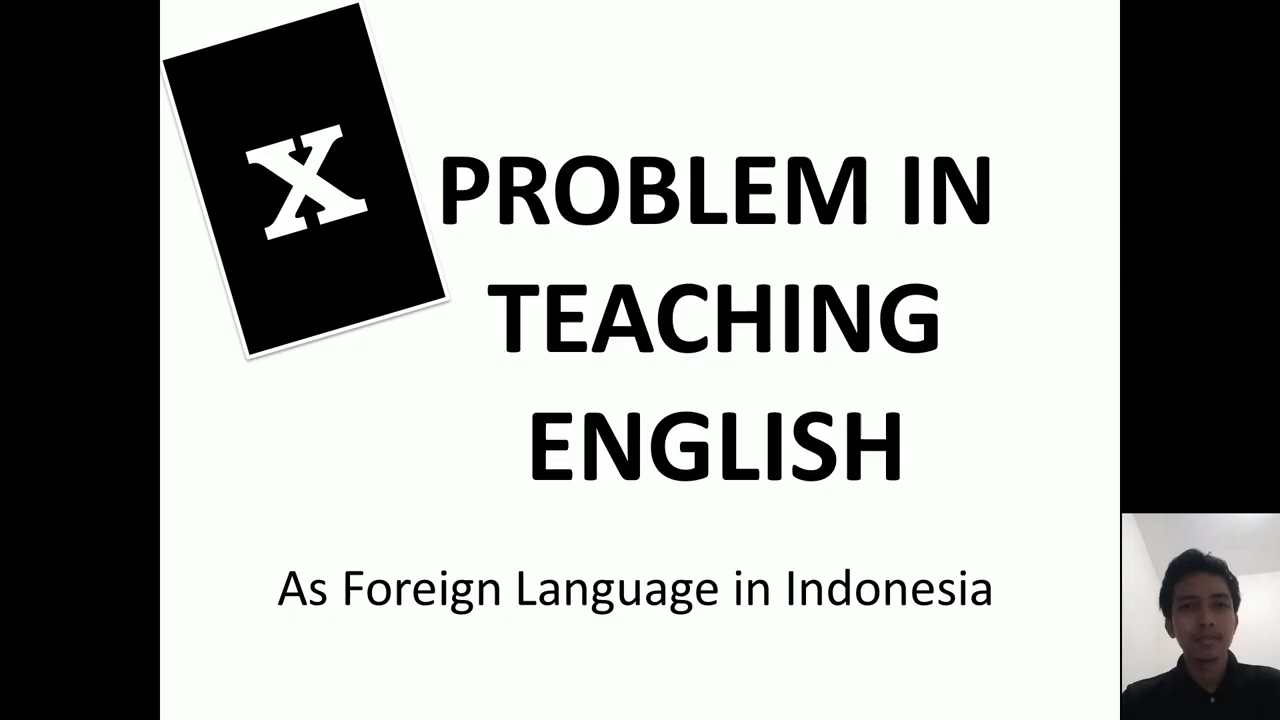 X
PROBLEM IN
TEACHING
ENGLISH
As Foreign Language in Indonesia